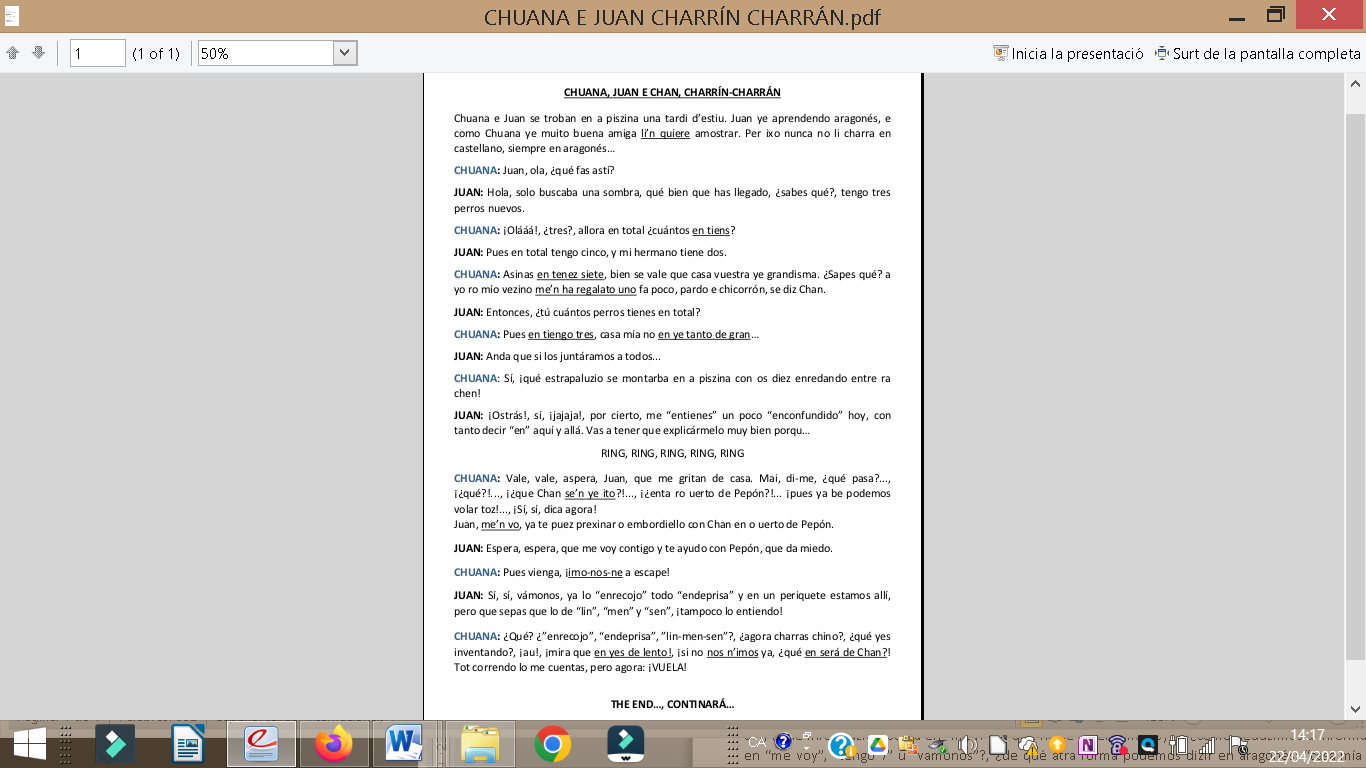 CHUANA E JUAN CHARRÍN CHARRÁN.pdf
1 (1 of 1) 50% Inicia la presentació Surt de la pantalla completa
CHUANA, JUAN E CHAN, CHARRÍN-CHARRÁN
Chuana e Juan se troban en a piszina una tardi d'estiu. Juan ye aprendendo aragonés, e
como Chuana ye muito buena amiga li'n quiere amostrar. Per ixo nunca no li charra en
castellano, siempre en aragonés...
CHUANA: Juan, ola, ¿qué fas astí?
JUAN: Hola, solo buscaba una sombra, qué bien que has llegado, ¿sabes qué?, tengo tres
perros nuevos.
CHUANA: ¡Olááá!, ¿tres?, allora en total ¿cuántos en tiens?
JUAN: Pues en total tengo cinco, y mi hermano tiene dos.
CHUANA: Asinas en tenez siete, bien se vale que casa vuestra ye grandisma. ¿Sapes qué? a
yo ro mío vezino me'n ha regalato uno fa poco, pardo e chicorrón, se diz Chan.
JUAN: Entonces, ¿tú cuántos perros tienes en total?
CHUANA: Pues en tiengo tres, casa mía no en ye tanto de gran...
JUAN: Anda que si los juntáramos a todos...
CHUANA: Sí, ¡qué estrapaluzio se montarba en a piszina con os diez enredando entre ra
chen!
JUAN: ¡Ostrás!, sí, ¡jajaja!, por cierto, me "entienes" un poco "enconfundido" hoy, con
tanto decir "en" aquí y allá. Vas a tener que explicármelo muy bien porqu...
RING, RING, RING, RING, RING
CHUANA: Vale, vale, aspera, Juan, que me gritan de casa. Mai, di-me, ¿qué pasa?...,
¡¿qué?!..., ¡¿que Chan se'n ye ito?!..., ¡¿enta ro uerto de Pepón?!... ¡pues ya be podemos
volar toz!..., ¡Sí, sí, dica agora!
Juan, me'n vo, ya te puez prexinar o embordiello con Chan en o uerto de Pepón.
JUAN: Espera, espera, que me voy contigo y te ayudo con Pepón, que da miedo.
CHUANA: Pues vienga, ¡imo-nos-ne a escape!
JUAN: Sí, sí, vámonos, ya lo "enrecojo" todo "endeprisa" y en un periquete estamos allí,
pero que sepas que lo de "lin", "men" y "sen", ¡tampoco lo entiendo!
CHUANA: ¿Qué? ¿"enrecojo", "endeprisa", "lin-men-sen"?, ¿agora charras chino?, ¿qué yes
inventando?, ¡au!, ¡mira que en yes de lento!, ¡si no nos n'imos ya, ¿qué en será de Chan?!
Tot correndo lo me cuentas, pero agora: ¡VUELA!
THE END..., CONTINARÁ...
CA 14:17
22/04/2022